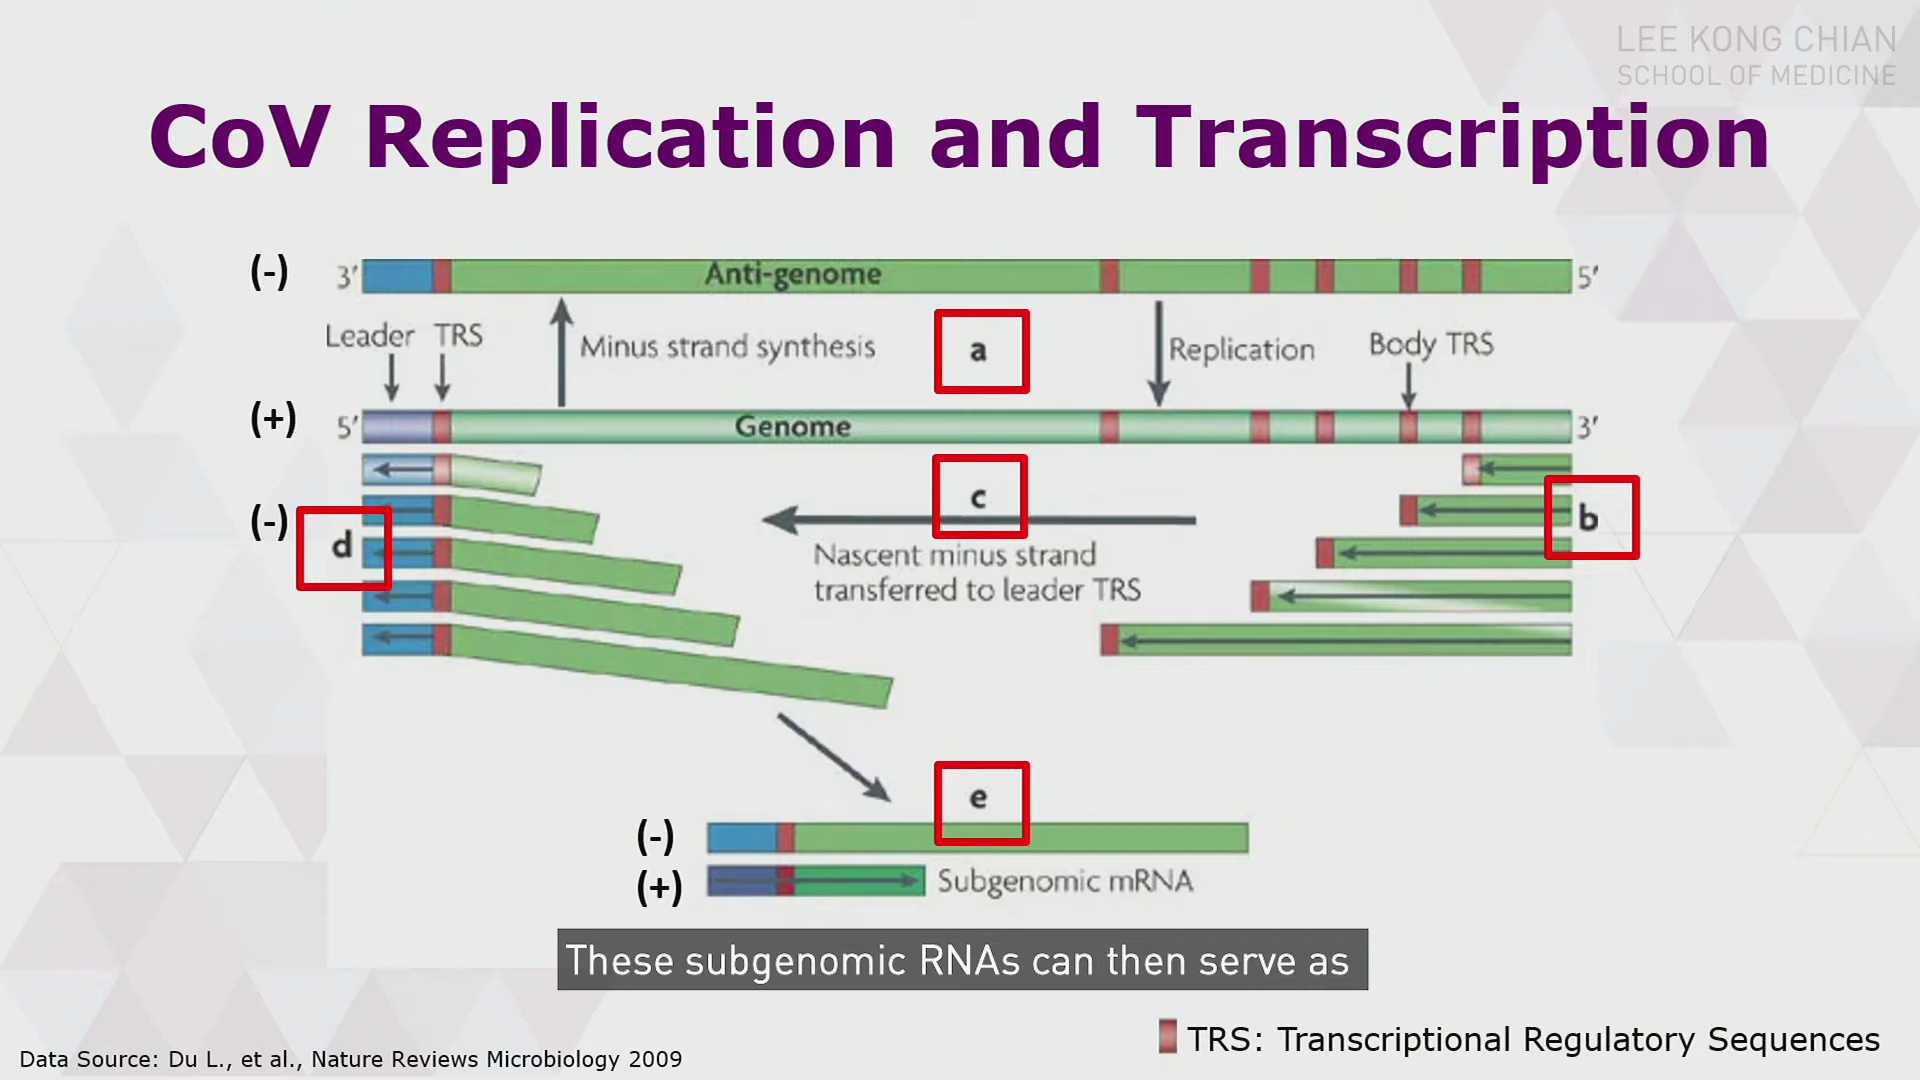 LEE KONG CHIAN
SCHOOL OF MEDICINE
CoV Replication and Transcription
(-) 3′ Anti-genome 5′
Leader TRS Minus strand synthesis a Replication Body TRS
(+) 5′ Genome 3′
(-) d c b
Nascent minus strand
transferred to leader TRS
e
(-)
(+) Subgenomic mRNA
These subgenomic RNAs can then serve as
TRS: Transcriptional Regulatory Sequences
Data Source: Du L., et al., Nature Reviews Microbiology 2009